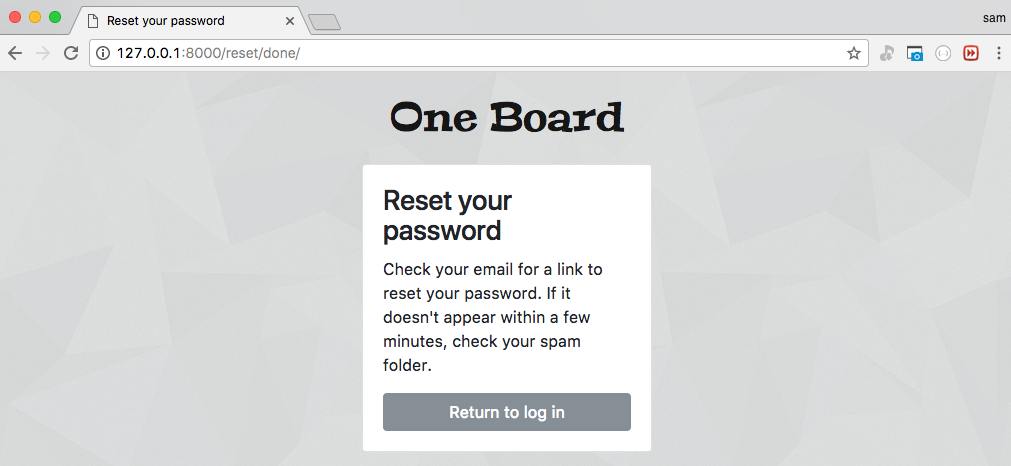 Reset your password
sam
127.0.0.1:8000/reset/done/
One Board
Reset your
password
Check your email for a link to
reset your password. If it
doesn't appear within a few
minutes, check your spam
folder.
Return to log in